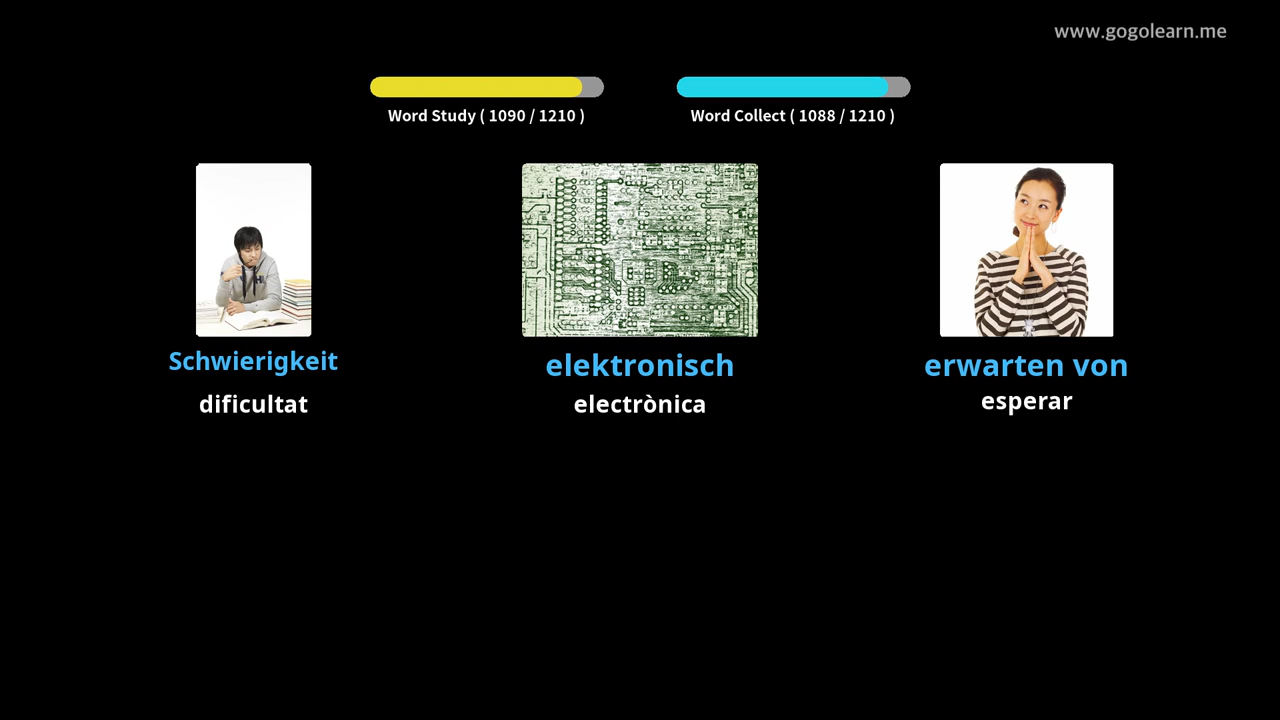 www.gogolearn.me
Word Study ( 1090 / 1210 )
Word Collect ( 1088 / 1210 )
Schwierigkeit
dificultat
elektronisch
electrònica
erwarten von
esperar